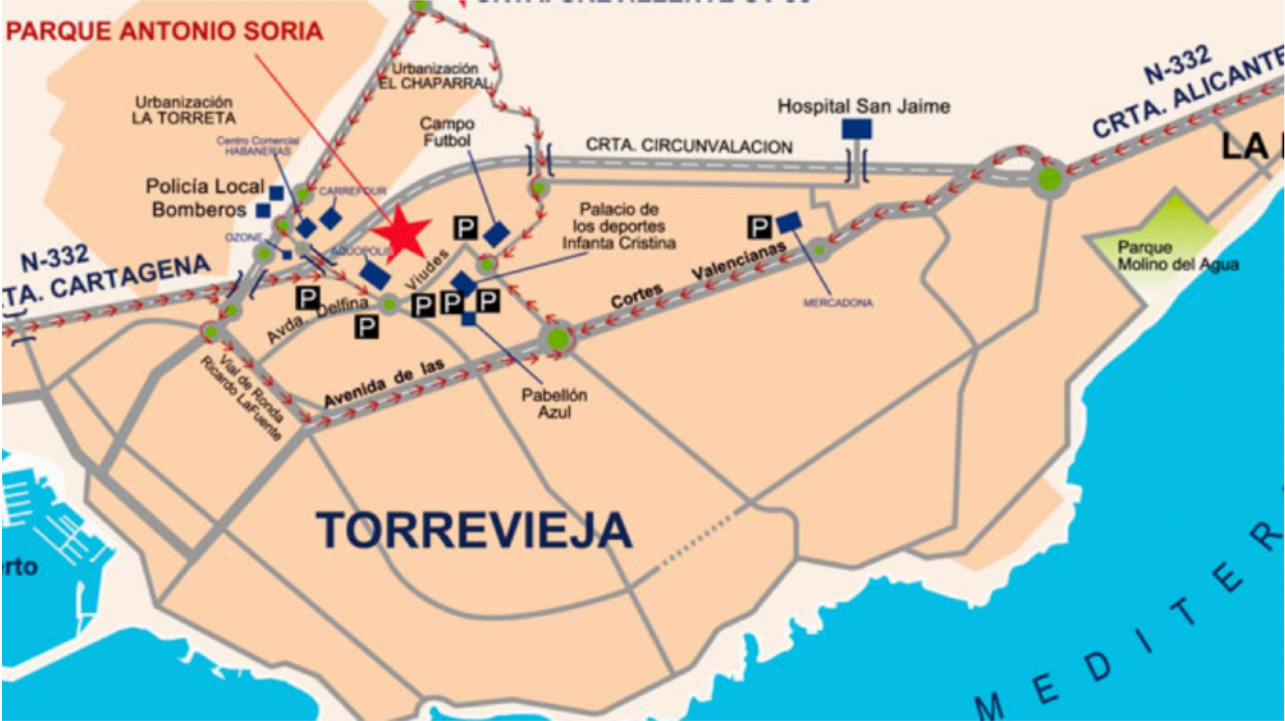 PARQUE ANTONIO SORIA
Urbanización
EL CHAPARRAL
Urbanización
LA TORRETA
Campo
Futbol
Centro Comercial
HABANERAS
CARREFOUR
Policía Local
Bomberos
OZONE
AQUOPOLIS
Hospital San Jaime
CRTA. CIRCUNVALACION
N-332
CRTA. ALICANTE
LA
Palacio de
los deportes
Infanta Cristina
P
P
Parque
Molino del Agua
N-332
TA. CARTAGENA
Viudes
Avda. Delfina
P
P
P
P
P
Avenida de las
Cortes
Valencianas
MERCADONA
Vial de Ronda
Ricardo LaFuente
Pabellón
Azul
TORREVIEJA
rto
MEDITER